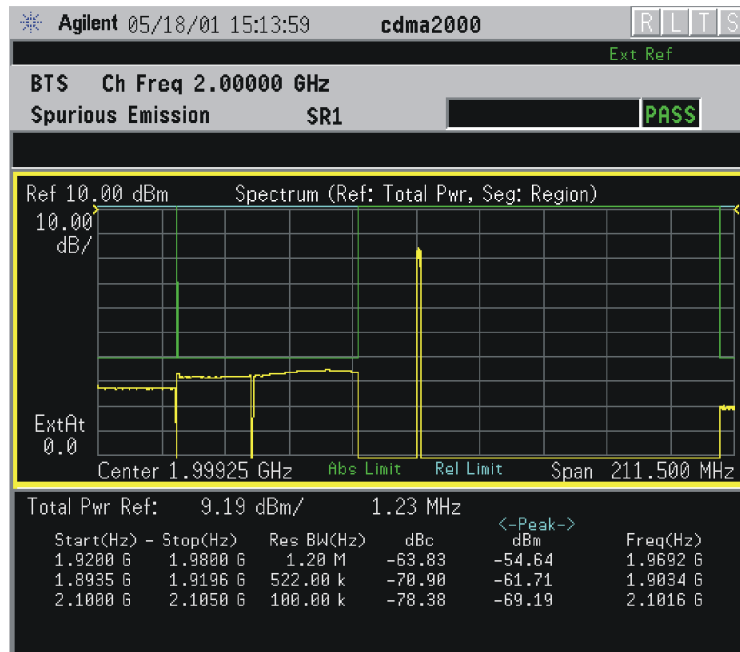 Agilent 05/18/01 15:13:59 cdma2000 R L T S
Ext Ref
BTS Ch Freq 2.00000 GHz
Spurious Emission SR1 PASS
Ref 10.00 dBm Spectrum (Ref: Total Pwr, Seg: Region)
10.00
dB/
ExtAt
0.0
Center 1.99925 GHz Abs Limit Rel Limit Span 211.500 MHz
Total Pwr Ref: 9.19 dBm/ 1.23 MHz
<-Peak->
Start(Hz) - Stop(Hz) Res BW(Hz) dBc dBm Freq(Hz)
1.9200 G 1.9800 G 1.20 M -63.83 -54.64 1.9692 G
1.8935 G 1.9196 G 522.00 k -70.90 -61.71 1.9034 G
2.1000 G 2.1050 G 100.00 k -78.38 -69.19 2.1016 G